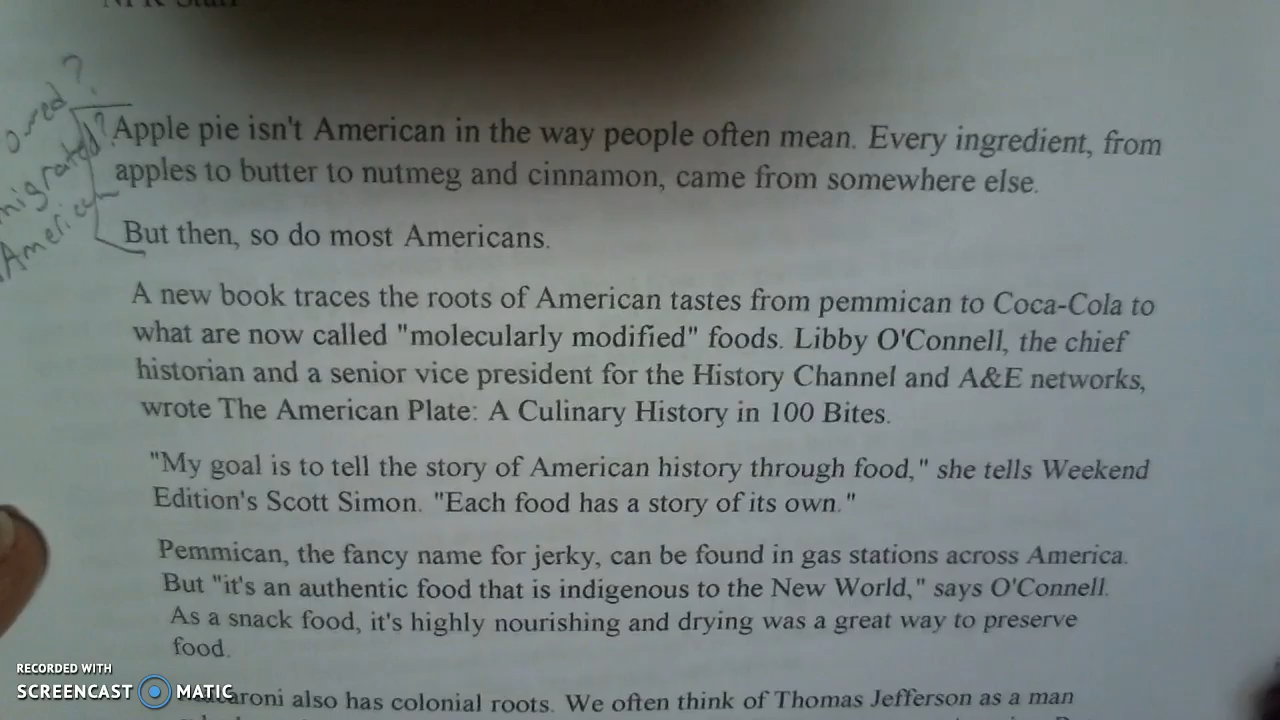 NPR Staff
Apple pie isn't American in the way people often mean. Every ingredient, from
apples to butter to nutmeg and cinnamon, came from somewhere else.
But then, so do most Americans.
A new book traces the roots of American tastes from pemmican to Coca-Cola to
what are now called "molecularly modified" foods. Libby O'Connell, the chief
historian and a senior vice president for the History Channel and A&E networks,
wrote The American Plate: A Culinary History in 100 Bites.
"My goal is to tell the story of American history through food," she tells Weekend
Edition's Scott Simon. "Each food has a story of its own."
Pemmican, the fancy name for jerky, can be found in gas stations across America.
But "it's an authentic food that is indigenous to the New World," says O'Connell.
As a snack food, it's highly nourishing and drying was a great way to preserve
food.
also has colonial roots. We often think of Thomas Jefferson as a man
migrated?
American
RECORDED WITH
SCREENCAST MATIC